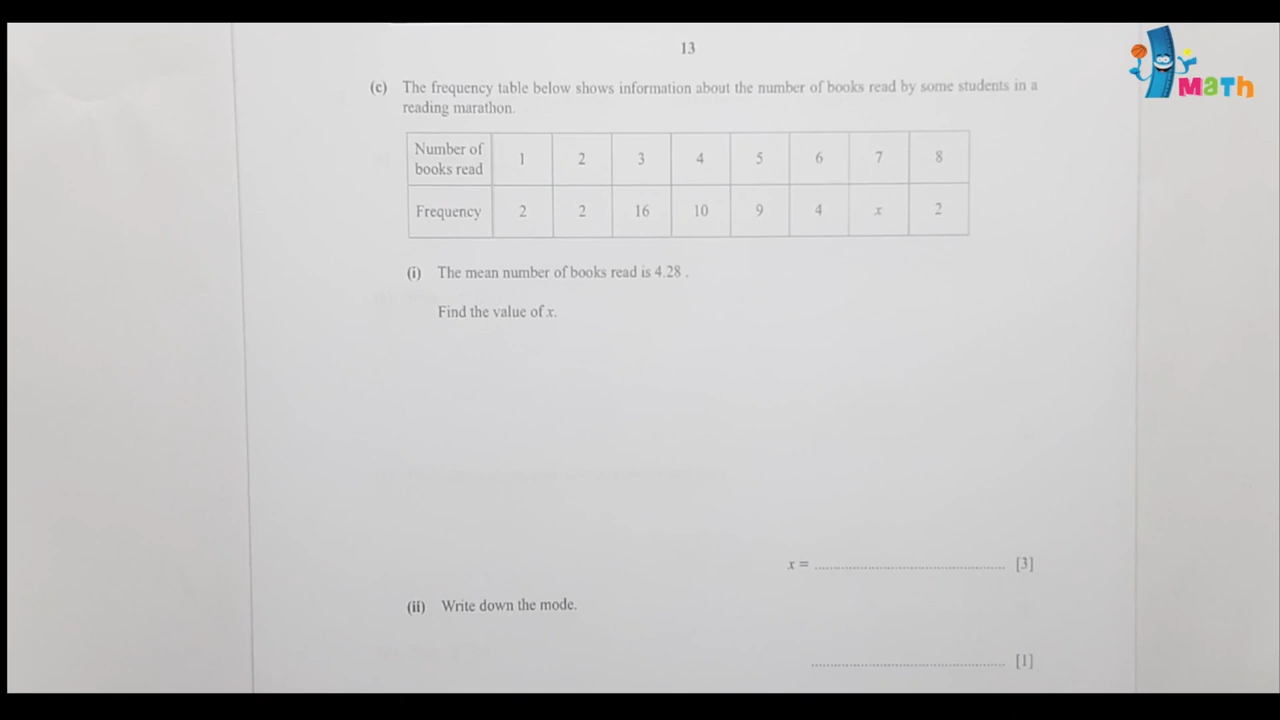 MaTh
13
(c) The frequency table below shows information about the number of books read by some students in a
reading marathon.
Number of books read 1 2 3 4 5 6 7 8
Frequency 2 2 16 10 9 4 x 2
(i) The mean number of books read is 4.28 .
Find the value of x.
x = ................................................ [3]
(ii) Write down the mode.
................................................ [1]